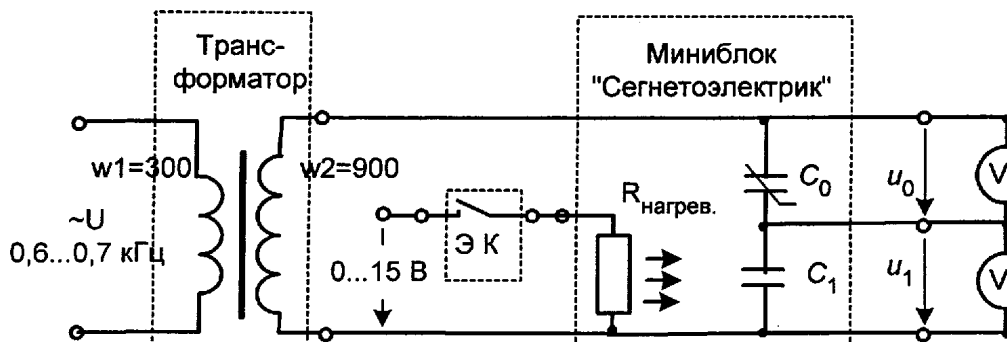 Транс-
форматор
Миниблок
"Сегнетоэлектрик"
w1=300
w2=900
~U
0,6...0,7 кГц
Э К
0...15 В
Rнагрев.
C0
C1
u0
u1
V
V